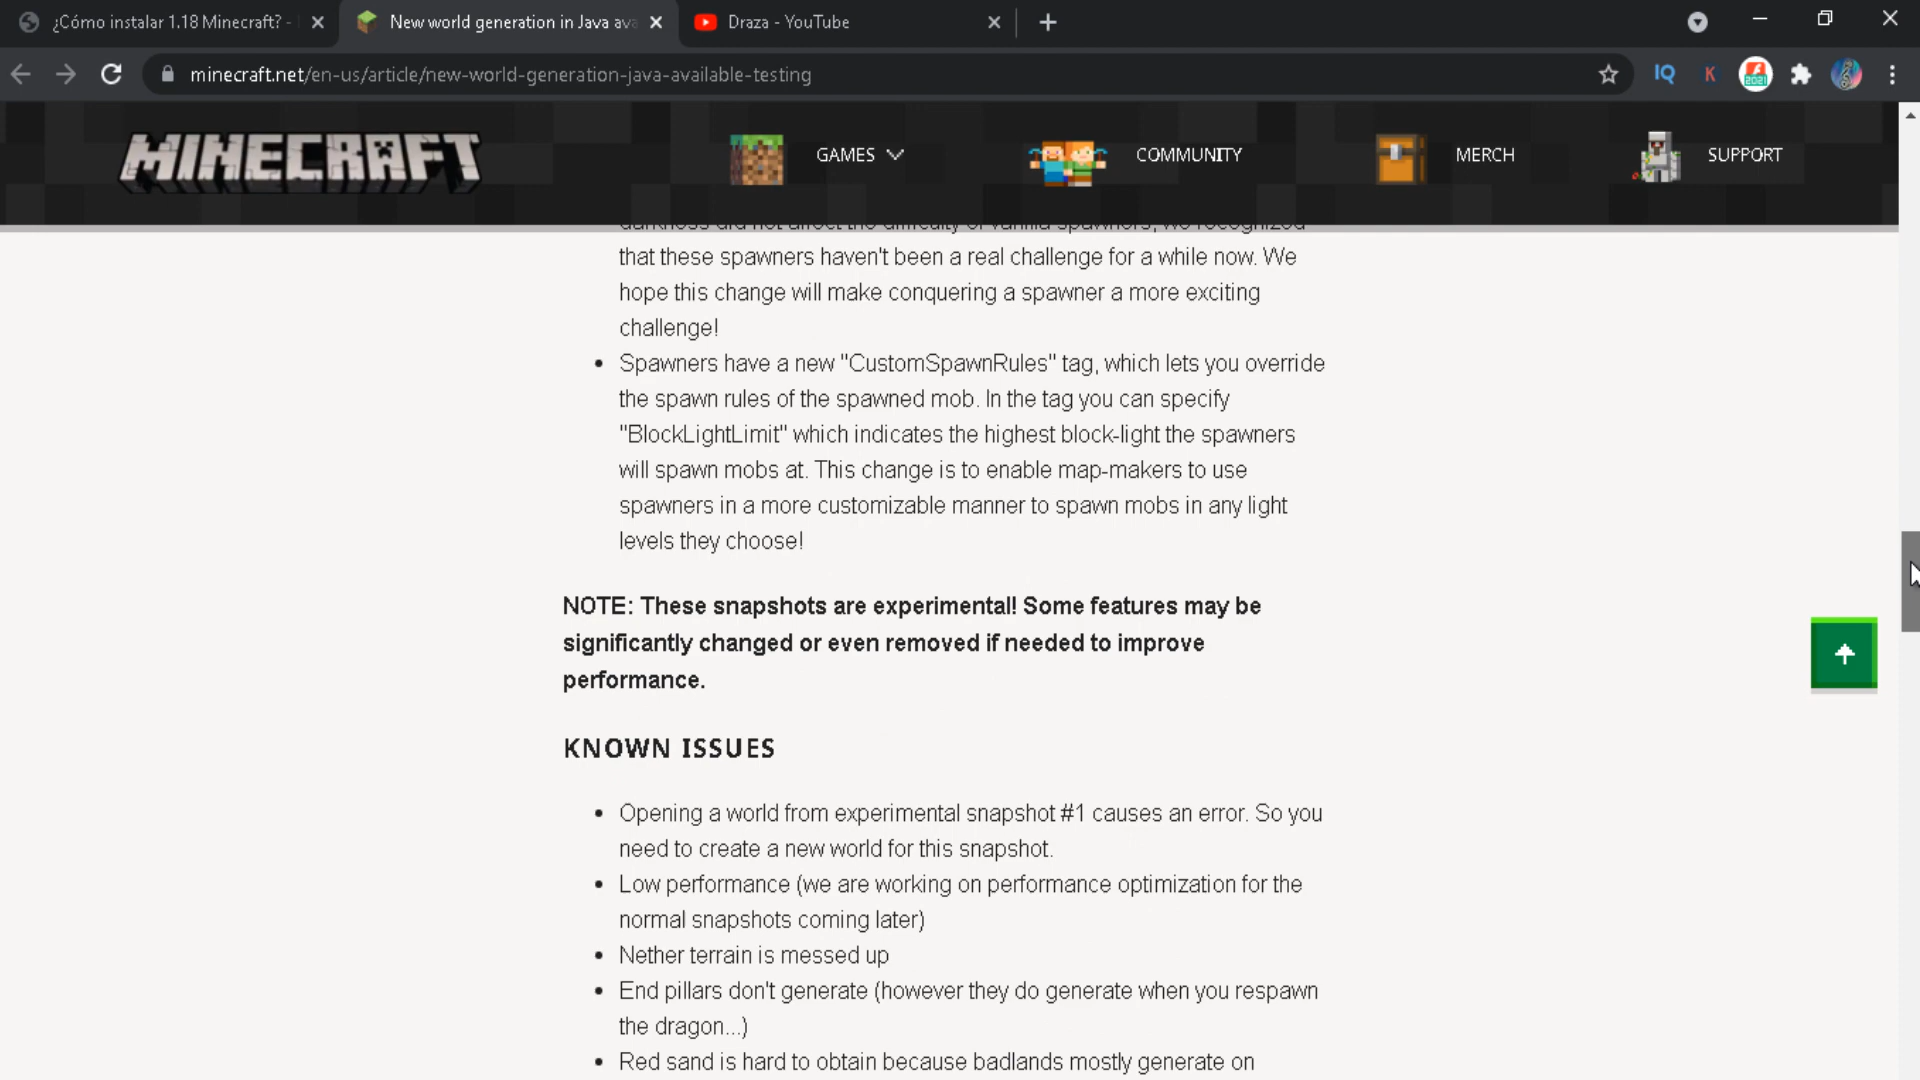 ¿Cómo instalar 1.18 Minecraft? -
New world generation in Java ava
Draza - YouTube
minecraft.net/en-us/article/new-world-generation-java-available-testing
IQ
K
2021
MINECRAFT
GAMES
COMMUNITY
MERCH
SUPPORT
darkness did not affect the difficulty of vanilla spawners, we recognized
that these spawners haven't been a real challenge for a while now. We
hope this change will make conquering a spawner a more exciting
challenge!
• Spawners have a new "CustomSpawnRules" tag, which lets you override
the spawn rules of the spawned mob. In the tag you can specify
"BlockLightLimit" which indicates the highest block-light the spawners
will spawn mobs at. This change is to enable map-makers to use
spawners in a more customizable manner to spawn mobs in any light
levels they choose!
NOTE: These snapshots are experimental! Some features may be
significantly changed or even removed if needed to improve
performance.
KNOWN ISSUES
• Opening a world from experimental snapshot #1 causes an error. So you
need to create a new world for this snapshot.
• Low performance (we are working on performance optimization for the
normal snapshots coming later)
• Nether terrain is messed up
• End pillars don't generate (however they do generate when you respawn
the dragon...)
• Red sand is hard to obtain because badlands mostly generate on